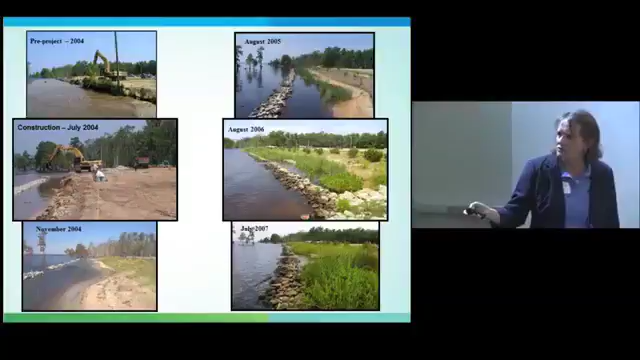 Pre-project – 2004
Construction – July 2004
November 2004
August 2005
August 2006
July 2007